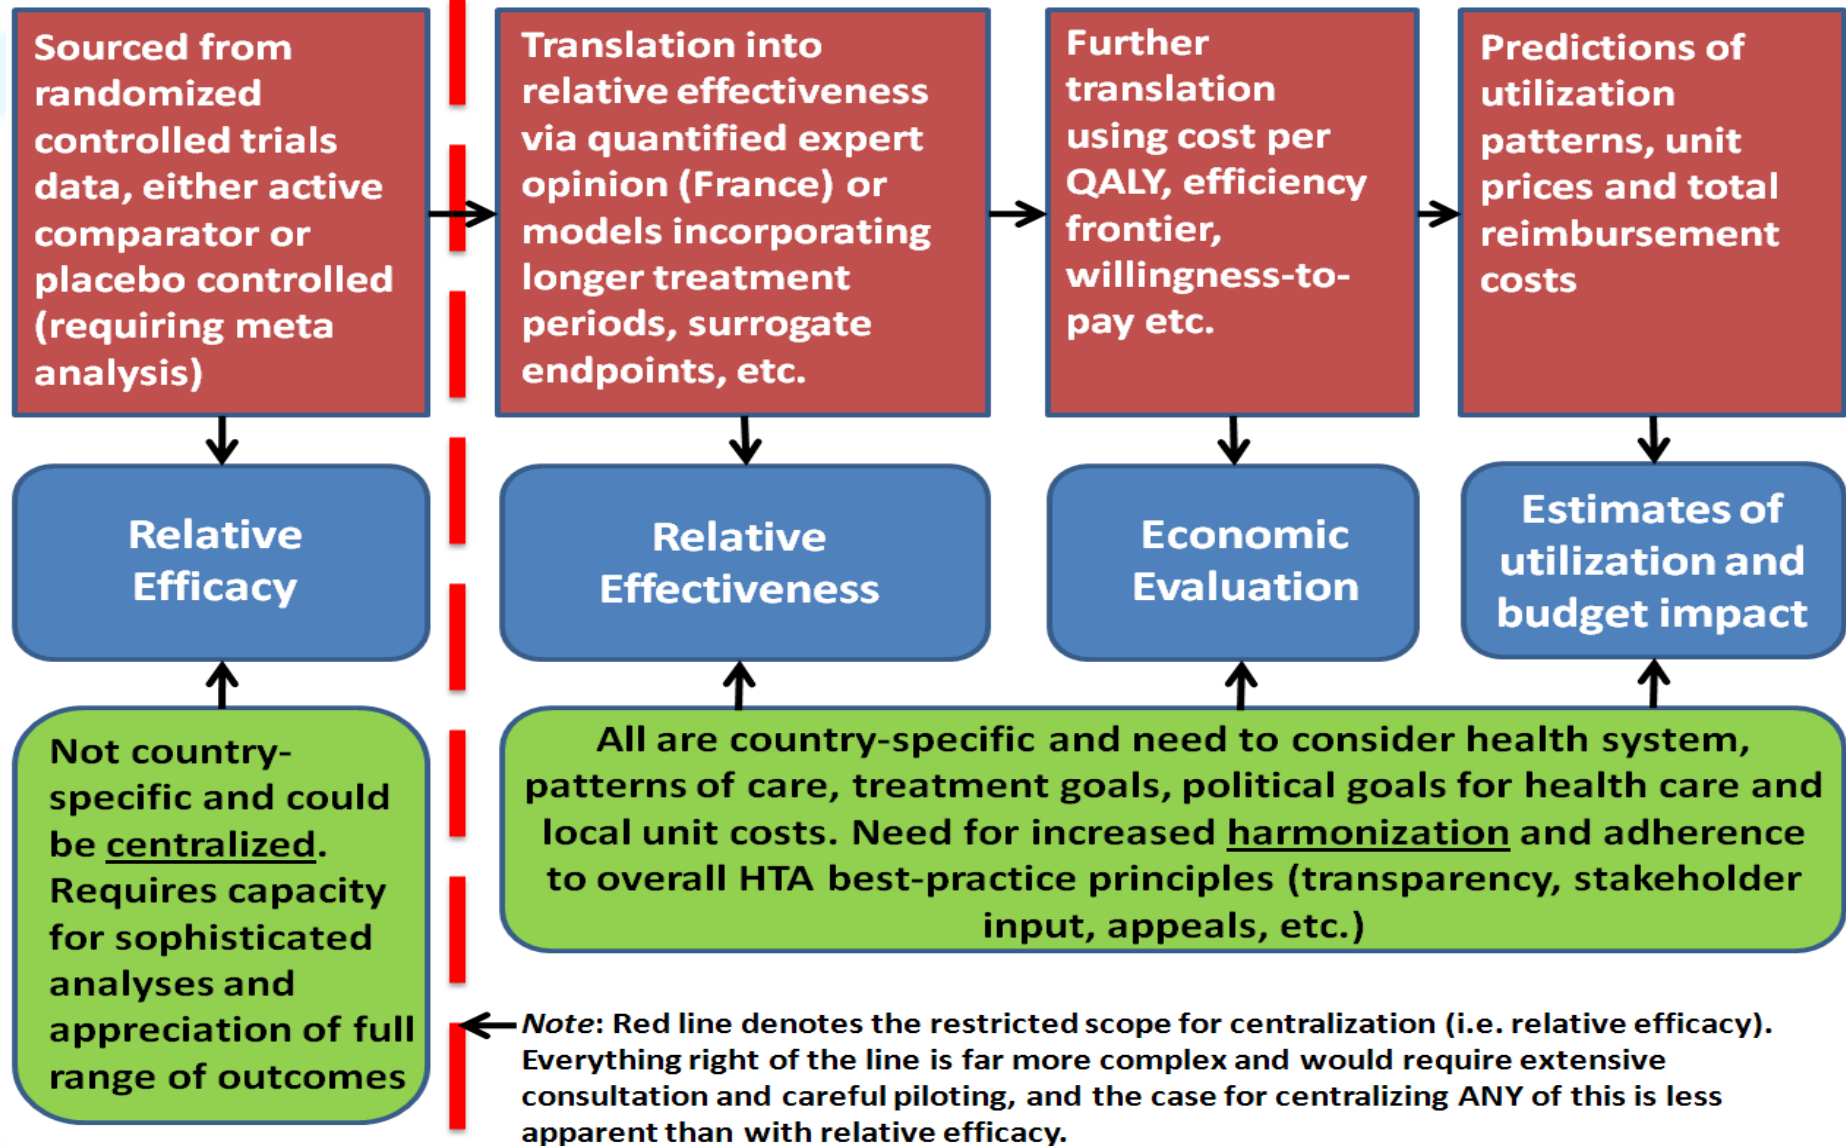 Sourced from
randomized
controlled trials
data, either active
comparator or
placebo controlled
(requiring meta
analysis)
Translation into
relative effectiveness
via quantified expert
opinion (France) or
models incorporating
longer treatment
periods, surrogate
endpoints, etc.
Further
translation
using cost per
QALY, efficiency
frontier,
willingness-to-
pay etc.
Predictions of
utilization
patterns, unit
prices and total
reimbursement
costs
Relative
Efficacy
Relative
Effectiveness
Economic
Evaluation
Estimates of
utilization and
budget impact
Not country-
specific and could
be centralized.
Requires capacity
for sophisticated
analyses and
appreciation of full
range of outcomes
All are country-specific and need to consider health system,
patterns of care, treatment goals, political goals for health care and
local unit costs. Need for increased harmonization and adherence
to overall HTA best-practice principles (transparency, stakeholder
input, appeals, etc.)
Note: Red line denotes the restricted scope for centralization (i.e. relative efficacy).
Everything right of the line is far more complex and would require extensive
consultation and careful piloting, and the case for centralizing ANY of this is less
apparent than with relative efficacy.